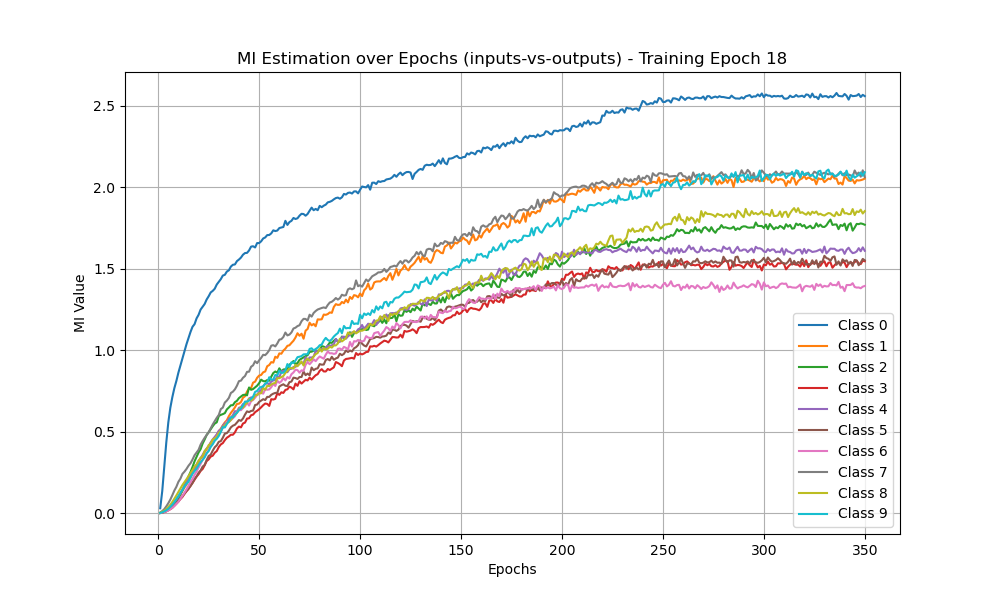 MI Estimation over Epochs (inputs-vs-outputs) - Training Epoch 18
MI Value
2.5
2.0
1.5
1.0
0.5
0.0
0 50 100 150 200 250 300 350
Epochs
Class 0
Class 1
Class 2
Class 3
Class 4
Class 5
Class 6
Class 7
Class 8
Class 9